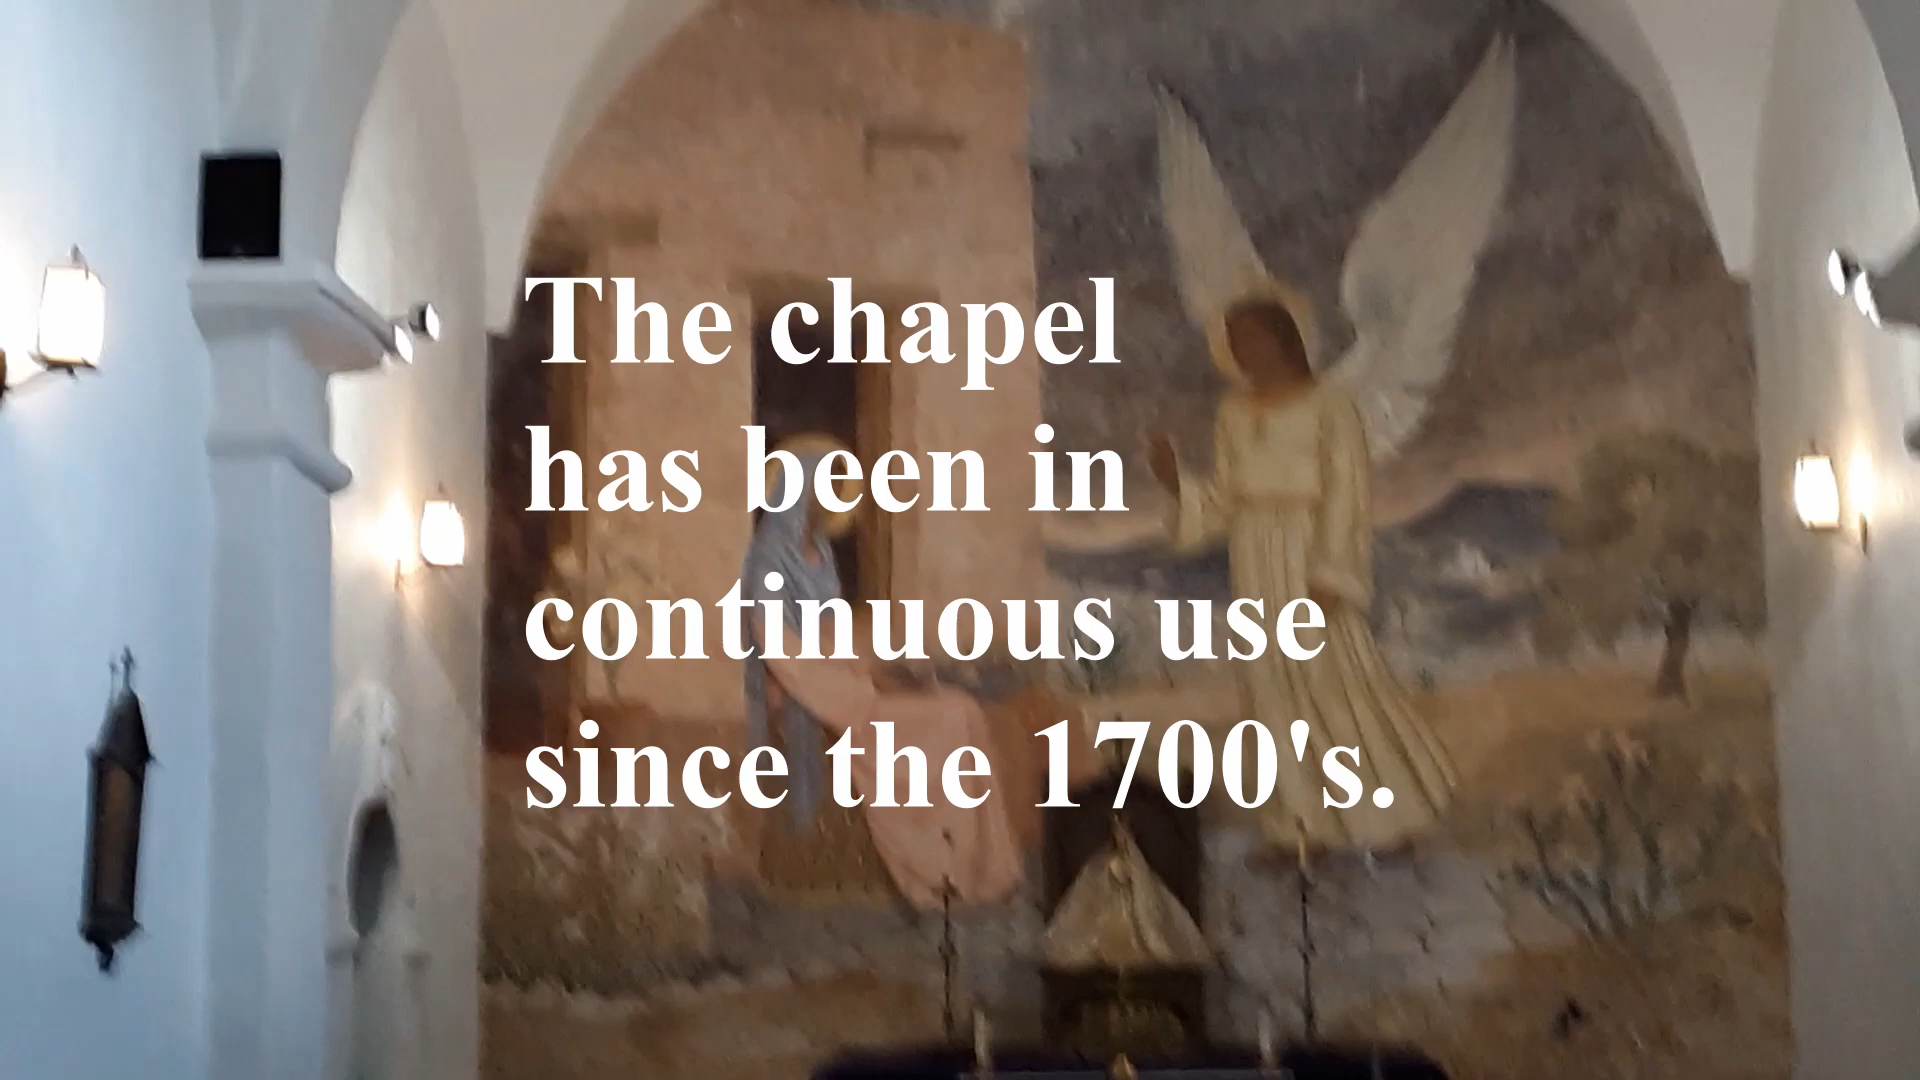 The chapel
has been in
continuous use
since the 1700's.